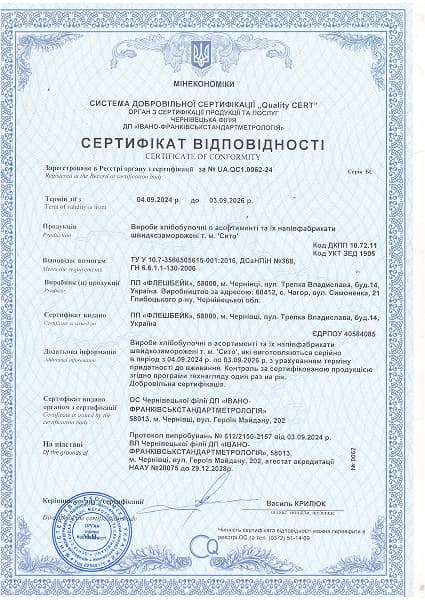 МІНЕКОНОМІКИ
СИСТЕМА ДОБРОВІЛЬНОЇ СЕРТИФІКАЦІЇ „Quality CERT"
ОРГАН З СЕРТИФІКАЦІЇ ПРОДУКЦІЇ ТА ПОСЛУГ
ЧЕРНІВЕЦЬКА ФІЛІЯ
ДП «ІВАНО-ФРАНКІВСЬКСТАНДАРТМЕТРОЛОГІЯ»
СЕРТИФІКАТ ВІДПОВІДНОСТІ
CERTIFICATE OF CONFORMITY
Зареєстровано в Реєстрі органу з сертифікації за № UA.QC1.0062-24
Registered at the Record of certification body
Серія БС
Термін дії з 04.09.2024 р. до 03.09.2026 р.
Term of validity is from
Продукція Вироби хлібобулочні в асортименті та їх напівфабрикати
Production швидкозаморожені т. м. 'Сито'
Код ДКПП 10.72.11
Код УКТ ЗЕД 1905
Відповідає вимогам ТУ У 10.7-3566505615-001:2016, ДСаНПіН №368,
Meets the requirements ГН 6.6.1.1-130-2006
Виробник (и) продукції ПП «ФЛЕШБЕЙК», 58000, м. Чернівці, вул. Трепка Владислава, буд.14,
Producer Україна. Виробництво за адресою: 60412, с. Чагор, вул. Симоненка, 21
Глибоцького р-ну, Чернівецької обл.
Сертифікат видано ПП «ФЛЕШБЕЙК», 58000, м. Чернівці, вул. Трепка Владислава, буд.14,
Certificate is issued on Україна
ЄДРПОУ 40584085
Додаткова інформація Вироби хлібобулочні в асортименті та їх напівфабрикати
Additional information швидкозаморожені т. м. 'Сито', які виготовляються серійно
в період з 04.09.2024 р. по 03.09.2026 р. з урахуванням терміну
придатності до вживання. Контроль за сертифікованою продукцією
згідно програми технагляду один раз на рік.
Добровільна сертифікація.
Сертифікат видано ОС Чернівецької філії ДП «ІВАНО-
органом з сертифікації ФРАНКІВСЬКСТАНДАРТМЕТРОЛОГІЯ»
Certificate is issued by the 58013, м. Чернівці, вул. Героїв Майдану, 202
certification body
На підставі Протокол випробувань № 612/2150-2157 від 03.09.2024 р.
Of the grounds of ВЛ Чернівецької філії ДП «ІВАНО-
ФРАНКІВСЬКСТАНДАРТМЕТРОЛОГІЯ», 58013,
м. Чернівці, вул. Героїв Майдану, 202, атестат акредитації
НААУ №20075 до 29.12.2028р.
№ 0062
Керівник сертифікації
Василь КРИЛЮК
Чинність сертифіката відповідності можна перевірити в
реєстрі ОС за тел. (0372) 51-14-69